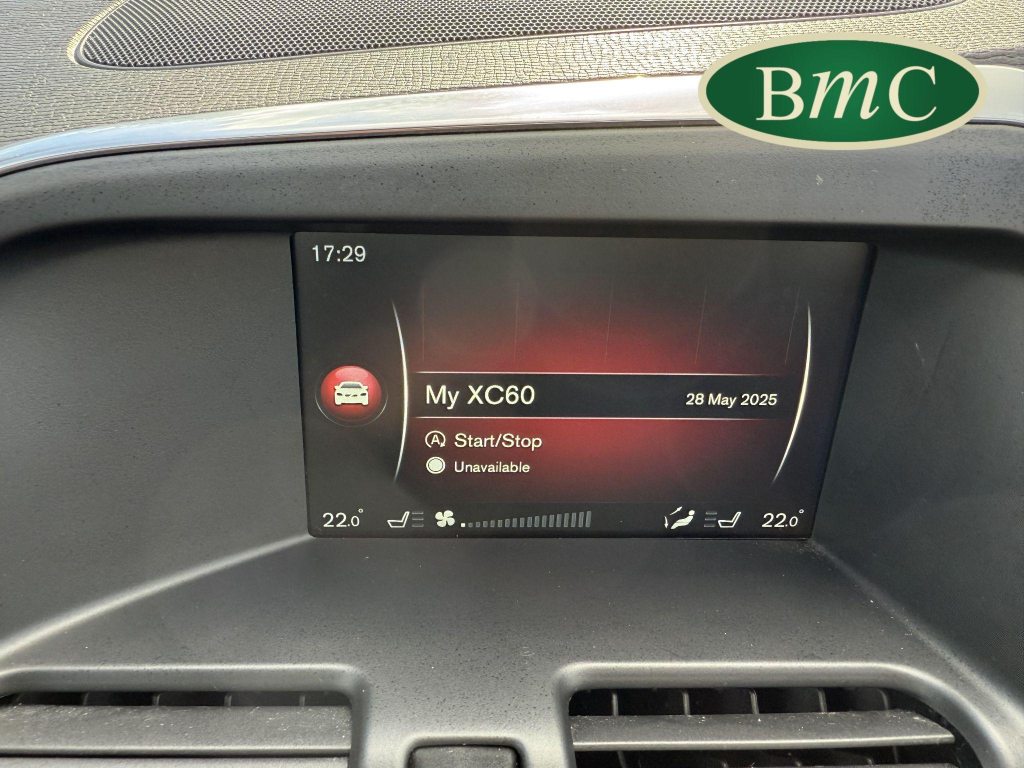 BmC
17:29
My XC60 28 May 2025
A Start/Stop
Unavailable
22.0° 22.0°